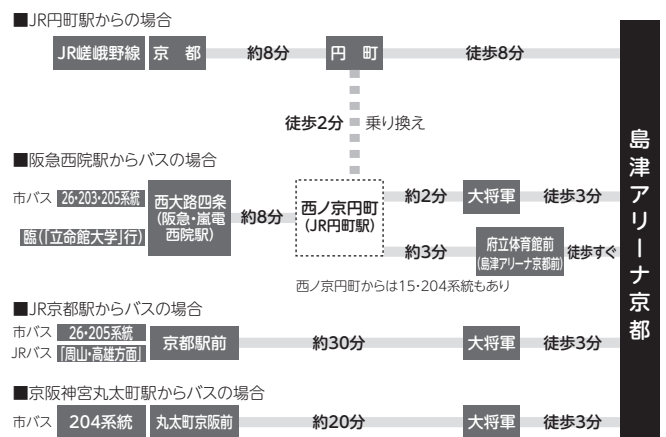 ■JR円町駅からの場合
JR嵯峨野線 京 都 約8分 円 町 徒歩8分
徒歩2分 乗り換え
■阪急西院駅からバスの場合
市バス 26・203・205系統
臨(「立命館大学」行)
西大路四条
(阪急・嵐電
西院駅)
約8分
西ノ京円町
(JR円町駅)
約2分 大将軍 徒歩3分
約3分
府立体育館前
(島津アリーナ京都前)
徒歩すぐ
西ノ京円町からは15・204系統もあり
■JR京都駅からバスの場合
市バス 26・205系統
JRバス 「周山・高雄方面」
京都駅前 約30分 大将軍 徒歩3分
■京阪神宮丸太町駅からバスの場合
市バス 204系統 丸太町京阪前 約20分 大将軍 徒歩3分
島津アリーナ京都